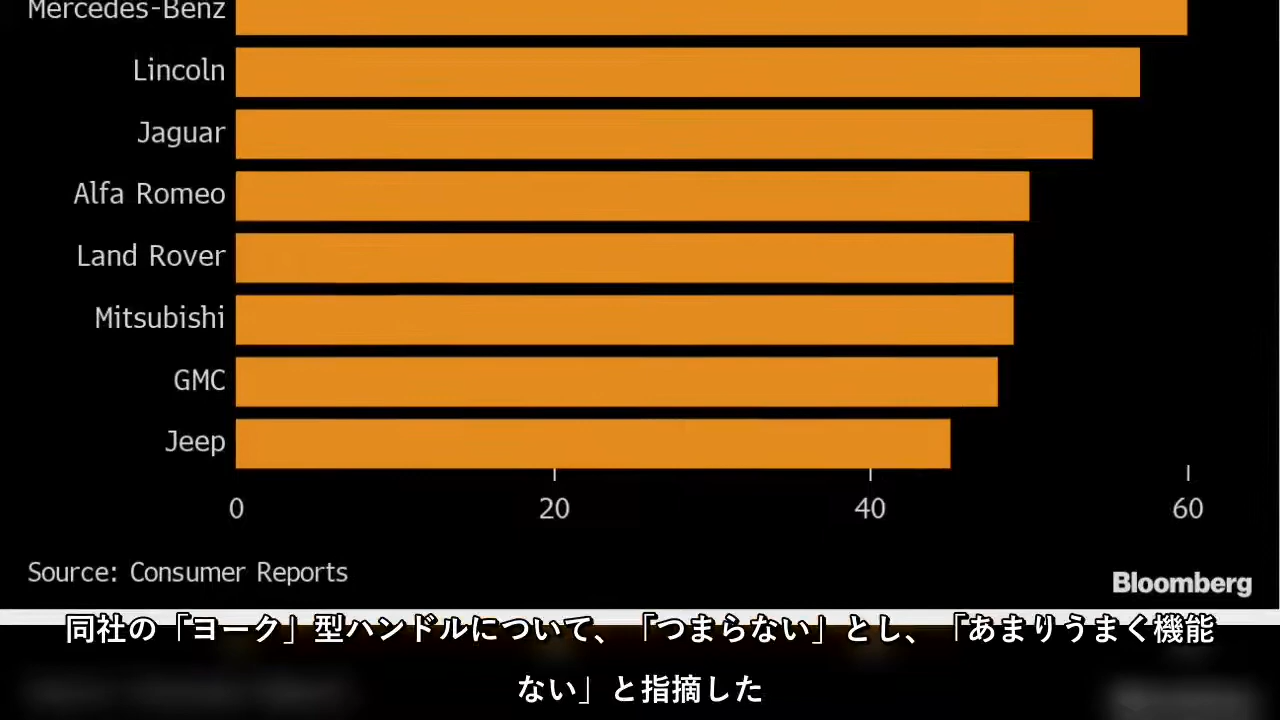 Mercedes-Benz
Lincoln
Jaguar
Alfa Romeo
Land Rover
Mitsubishi
GMC
Jeep
0 20 40 60
Source: Consumer Reports
Bloomberg
同社の「ヨーク」型ハンドルについて、「つまらない」とし、「あまりうまく機能
ない」と指摘した